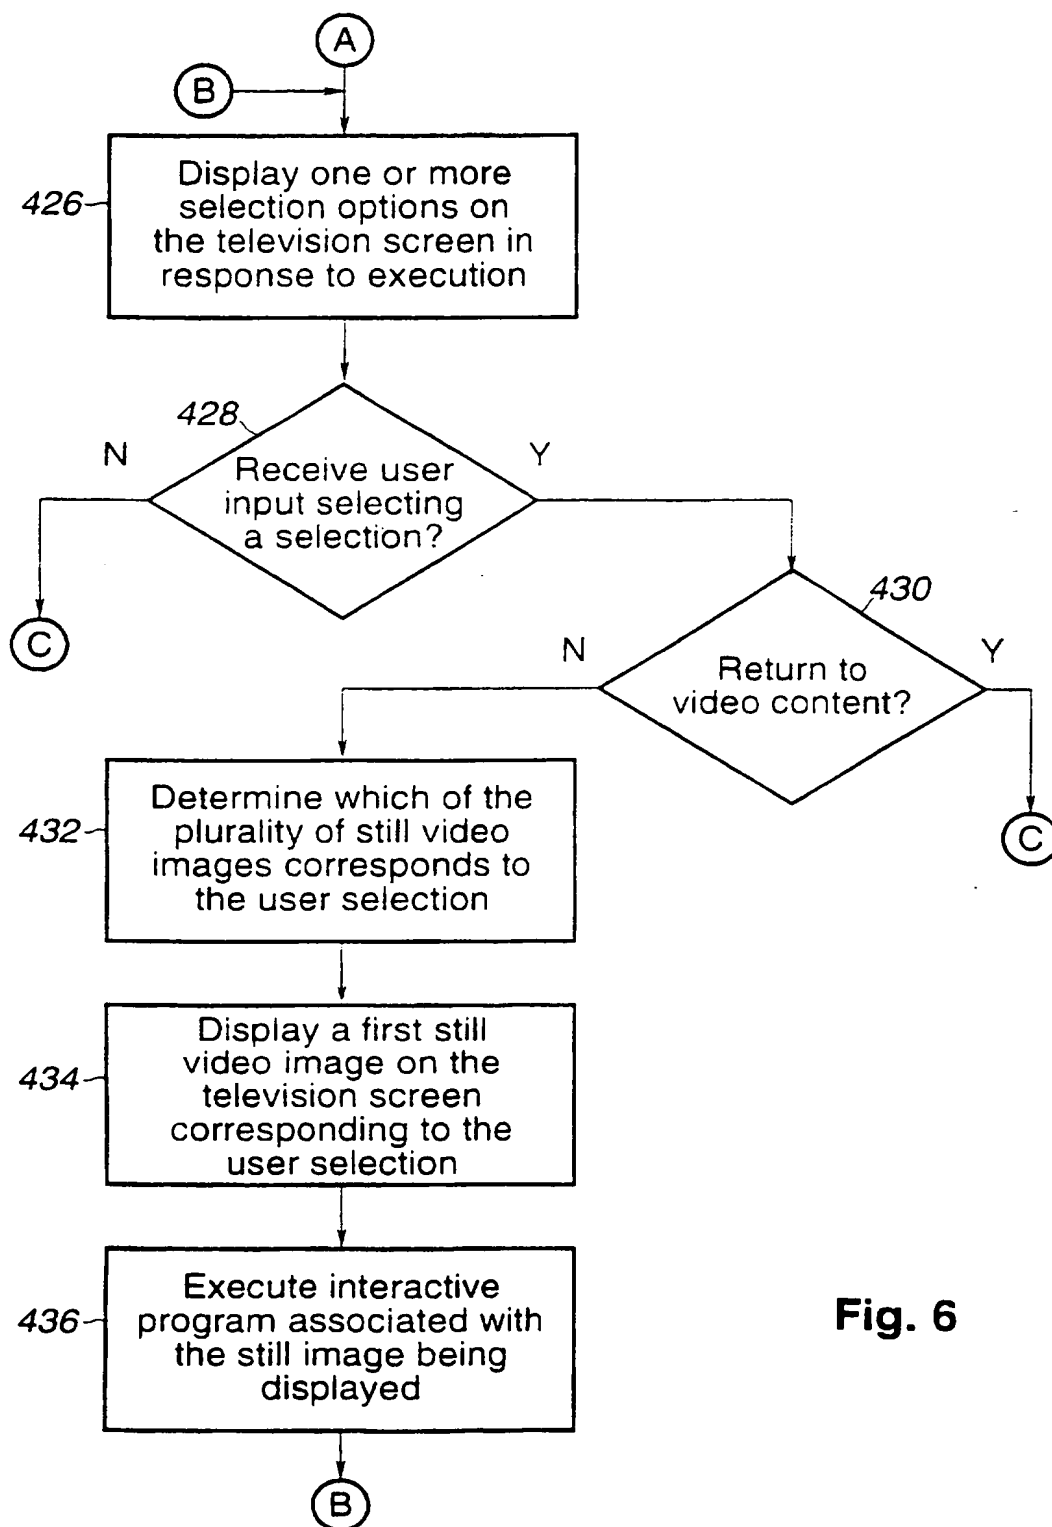 A
B
Display one or more
selection options on
the television screen in
response to execution
426
428
N
Y
Receive user
input selecting
a selection?
C
430
N
Y
Return to
video content?
C
Determine which of the
plurality of still video
images corresponds to
the user selection
432
Display a first still
video image on the
television screen
corresponding to the
user selection
434
Execute interactive
program associated with
the still image being
displayed
436
B
Fig. 6